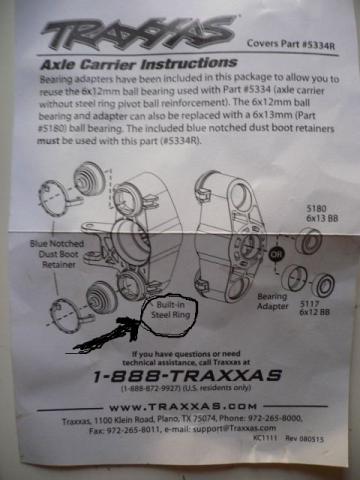 TRAXXAS
Covers Part #5334R
Axle Carrier Instructions
Bearing adapters have been included in this package to allow you to
reuse the 6x12mm ball bearing used with Part #5334 (axle carrier
without steel ring pivot ball reinforcement). The 6x12mm ball
bearing and adapter can also be replaced with a 6x13mm (Part
#5180) ball bearing. The included blue notched dust boot retainers
must be used with this part (#5334R).
5180
6x13 BB
Blue Notched
Dust Boot
Retainer
OR
Built-in
Steel Ring
Bearing
Adapter
5117
6x12 BB
If you have questions or need
technical assistance, call Traxxas at
1-888-TRAXXAS
(1-888-872-9927) (U.S. residents only)
www.TRAXXAS.com
Traxxas, 1100 Klein Road, Plano, TX 75074, Phone: 972-265-8000,
Fax: 972-265-8011, e-mail: support@Traxxas.com
KC1111 Rev 080515